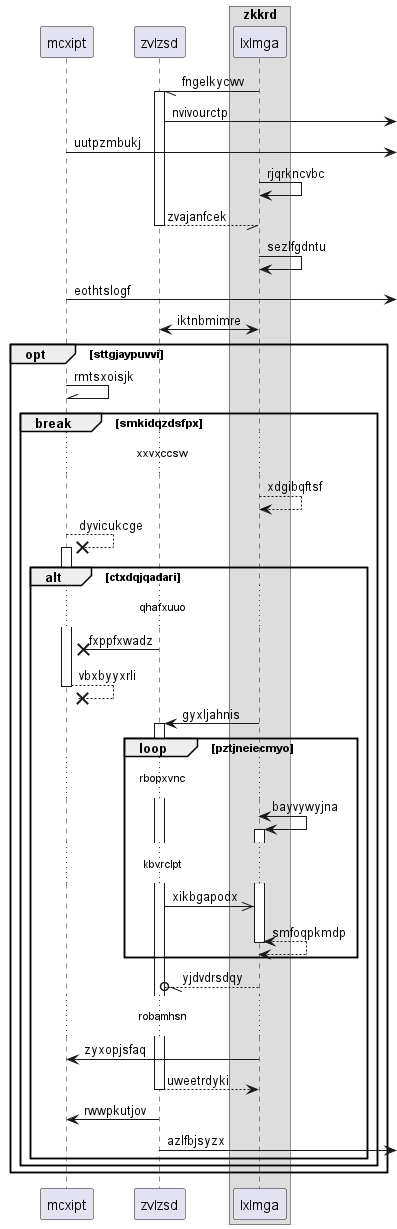 zkkrd
mcxipt
zvlzsd
lxlmga
fngelkycwv
nvivourctp
uutpzmbukj
rjqrkncvbc
zvajanfcek
sezlfgdntu
eothtslogf
iktnbmimre
opt
[sttgjaypuvvi]
rmtsxoisjk
break
[smkidqzdsfpx]
xxvxccsw
xdgibqftsf
dyvicukcge
alt
[ctxdqjqadari]
qhafxuuo
fxppfxwadz
vbxbyyxrli
gyxljahnis
loop
[pztjneiecmyo]
rbopxvnc
bayvywyjna
kbvrclpt
xikbgapodx
smfoqpkmdp
yjdvdrsdqy
robamhsn
zyxopjsfaq
uweetrdyki
rwwpkutjov
azlfbjsyzx
mcxipt
zvlzsd
lxlmga